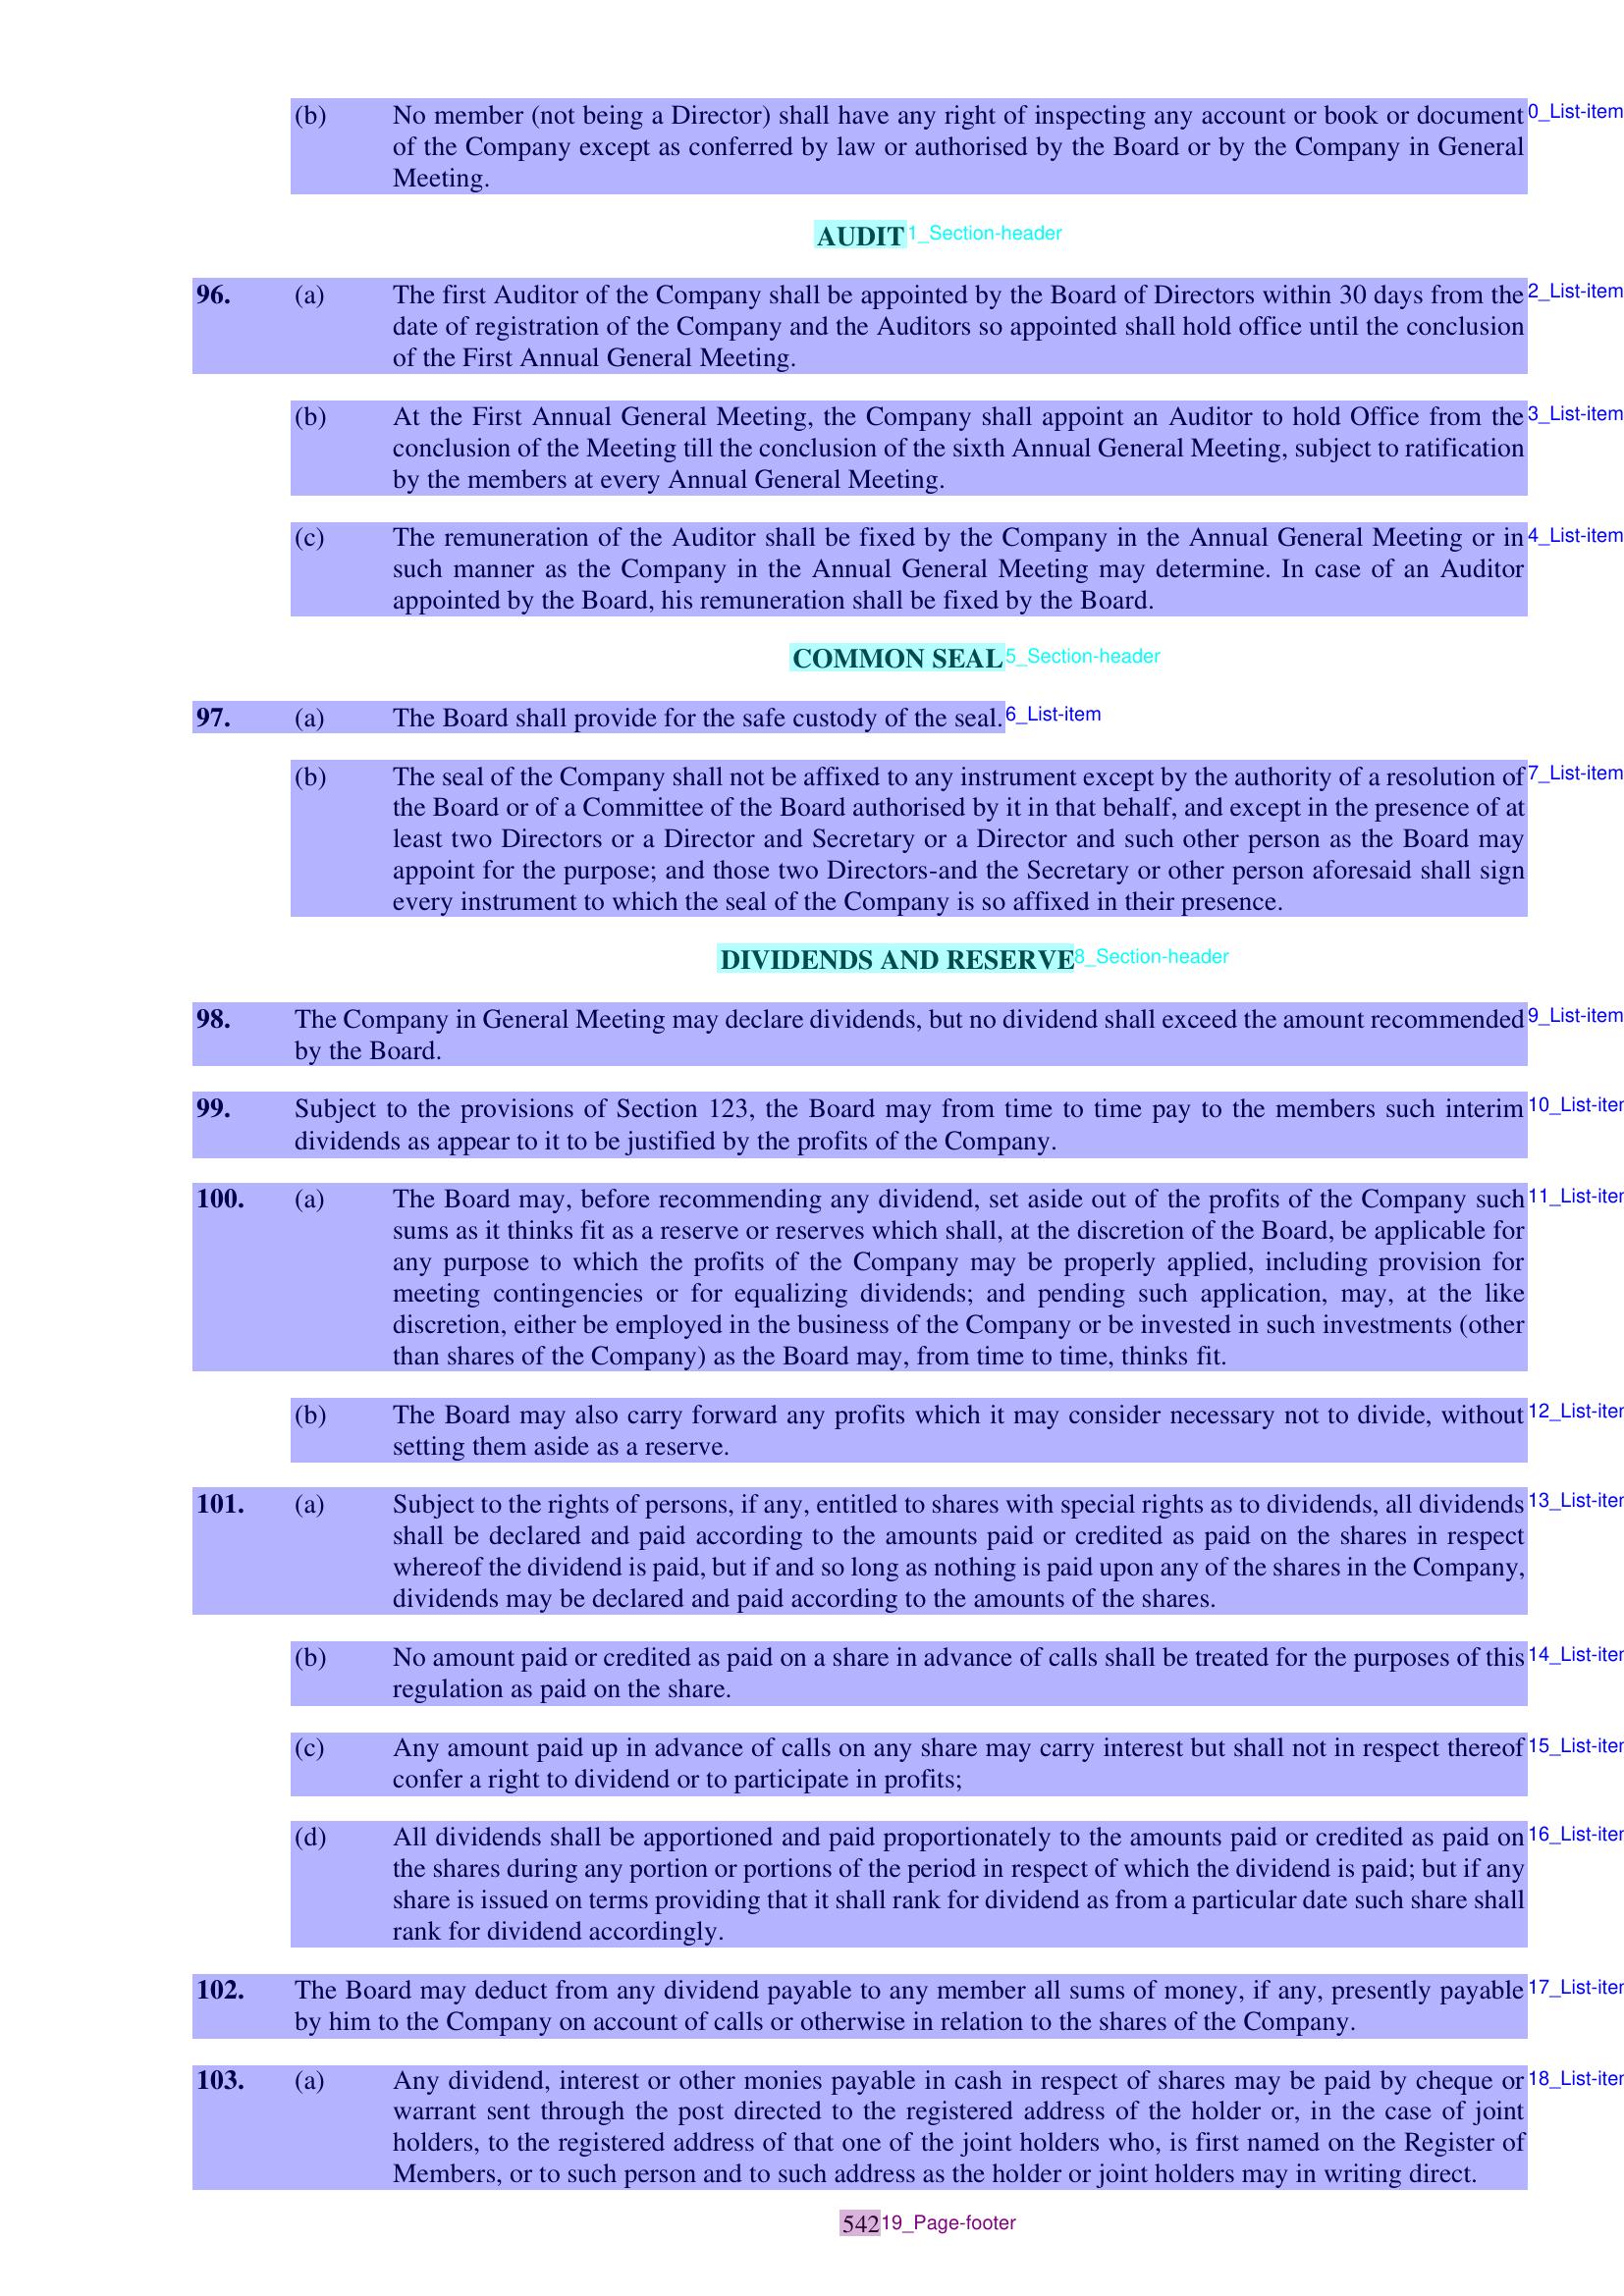 (b) No member (not being a Director) shall have any right of inspecting any account or book or document 0_List-item
of the Company except as conferred by law or authorised by the Board or by the Company in General
Meeting.
AUDIT 1_Section-header
96. (a) The first Auditor of the Company shall be appointed by the Board of Directors within 30 days from the 2_List-item
date of registration of the Company and the Auditors so appointed shall hold office until the conclusion
of the First Annual General Meeting.
(b) At the First Annual General Meeting, the Company shall appoint an Auditor to hold Office from the 3_List-item
conclusion of the Meeting till the conclusion of the sixth Annual General Meeting, subject to ratification
by the members at every Annual General Meeting.
(c) The remuneration of the Auditor shall be fixed by the Company in the Annual General Meeting or in 4_List-item
such manner as the Company in the Annual General Meeting may determine. In case of an Auditor
appointed by the Board, his remuneration shall be fixed by the Board.
COMMON SEAL 5_Section-header
97. (a) The Board shall provide for the safe custody of the seal. 6_List-item
(b) The seal of the Company shall not be affixed to any instrument except by the authority of a resolution of 7_List-item
the Board or of a Committee of the Board authorised by it in that behalf, and except in the presence of at
least two Directors or a Director and Secretary or a Director and such other person as the Board may
appoint for the purpose; and those two Directors-and the Secretary or other person aforesaid shall sign
every instrument to which the seal of the Company is so affixed in their presence.
DIVIDENDS AND RESERVE 8_Section-header
98. The Company in General Meeting may declare dividends, but no dividend shall exceed the amount recommended 9_List-item
by the Board.
99. Subject to the provisions of Section 123, the Board may from time to time pay to the members such interim 10_List-iter
dividends as appear to it to be justified by the profits of the Company.
100. (a) The Board may, before recommending any dividend, set aside out of the profits of the Company such 11_List-iter
sums as it thinks fit as a reserve or reserves which shall, at the discretion of the Board, be applicable for
any purpose to which the profits of the Company may be properly applied, including provision for
meeting contingencies or for equalizing dividends; and pending such application, may, at the like
discretion, either be employed in the business of the Company or be invested in such investments (other
than shares of the Company) as the Board may, from time to time, thinks fit.
(b) The Board may also carry forward any profits which it may consider necessary not to divide, without 12_List-iter
setting them aside as a reserve.
101. (a) Subject to the rights of persons, if any, entitled to shares with special rights as to dividends, all dividends 13_List-iter
shall be declared and paid according to the amounts paid or credited as paid on the shares in respect
whereof the dividend is paid, but if and so long as nothing is paid upon any of the shares in the Company,
dividends may be declared and paid according to the amounts of the shares.
(b) No amount paid or credited as paid on a share in advance of calls shall be treated for the purposes of this 14_List-iter
regulation as paid on the share.
(c) Any amount paid up in advance of calls on any share may carry interest but shall not in respect thereof 15_List-iter
confer a right to dividend or to participate in profits;
(d) All dividends shall be apportioned and paid proportionately to the amounts paid or credited as paid on 16_List-iter
the shares during any portion or portions of the period in respect of which the dividend is paid; but if any
share is issued on terms providing that it shall rank for dividend as from a particular date such share shall
rank for dividend accordingly.
102. The Board may deduct from any dividend payable to any member all sums of money, if any, presently payable 17_List-iter
by him to the Company on account of calls or otherwise in relation to the shares of the Company.
103. (a) Any dividend, interest or other monies payable in cash in respect of shares may be paid by cheque or 18_List-iter
warrant sent through the post directed to the registered address of the holder or, in the case of joint
holders, to the registered address of that one of the joint holders who, is first named on the Register of
Members, or to such person and to such address as the holder or joint holders may in writing direct.
542 19_Page-footer